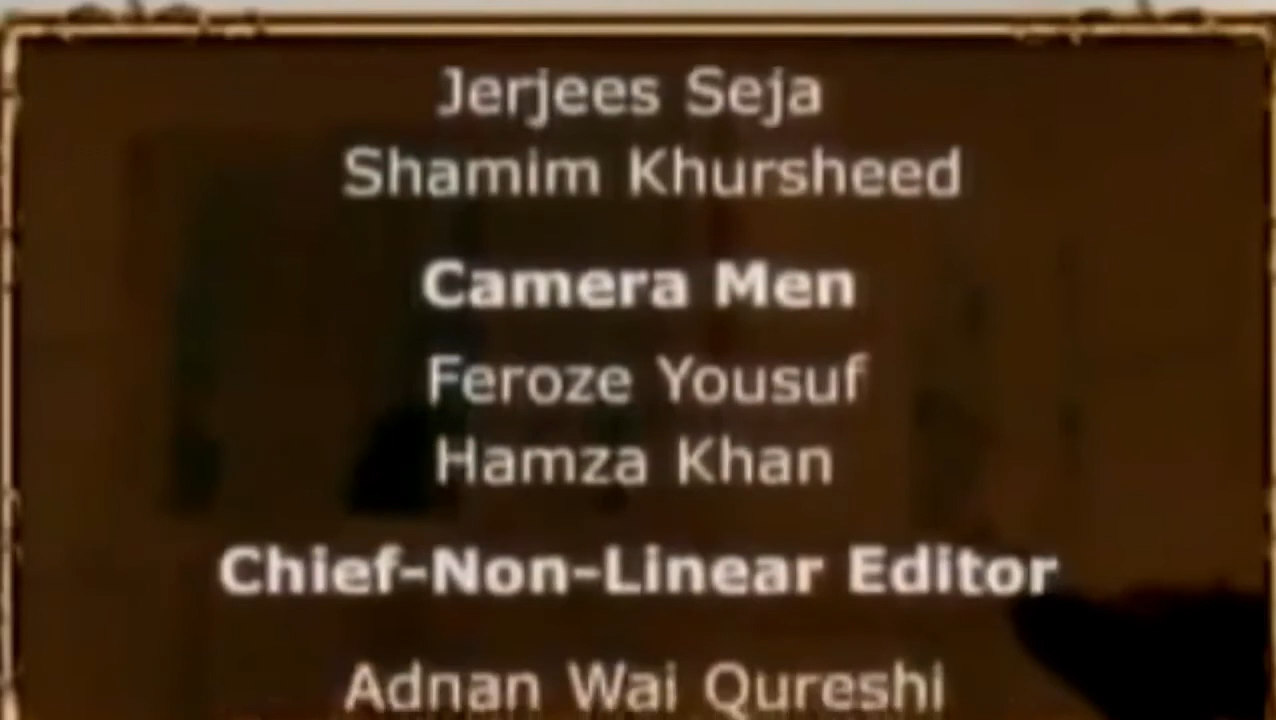 Jerjees Seja
Shamim Khursheed
Camera Men
Feroze Yousuf
Hamza Khan
Chief-Non-Linear Editor
Adnan Wai Qureshi